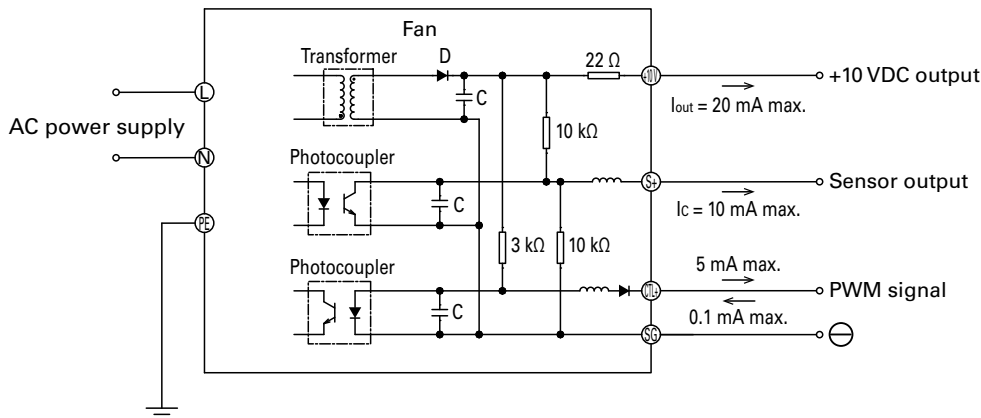 Fan
Transformer
D
22 Ω
+10V
+10 VDC output
Iout = 20 mA max.
C
L
AC power supply
10 kΩ
N
Photocoupler
S+
Sensor output
Ic = 10 mA max.
C
PE
3 kΩ
10 kΩ
Photocoupler
5 mA max.
CTL+
PWM signal
0.1 mA max.
C
SG
⊖